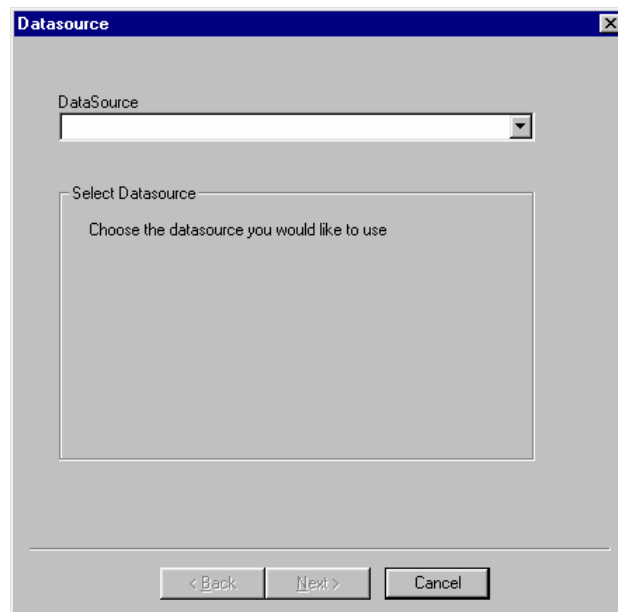 Datasource
DataSource
Select Datasource
Choose the datasource you would like to use
< Back
Next >
Cancel